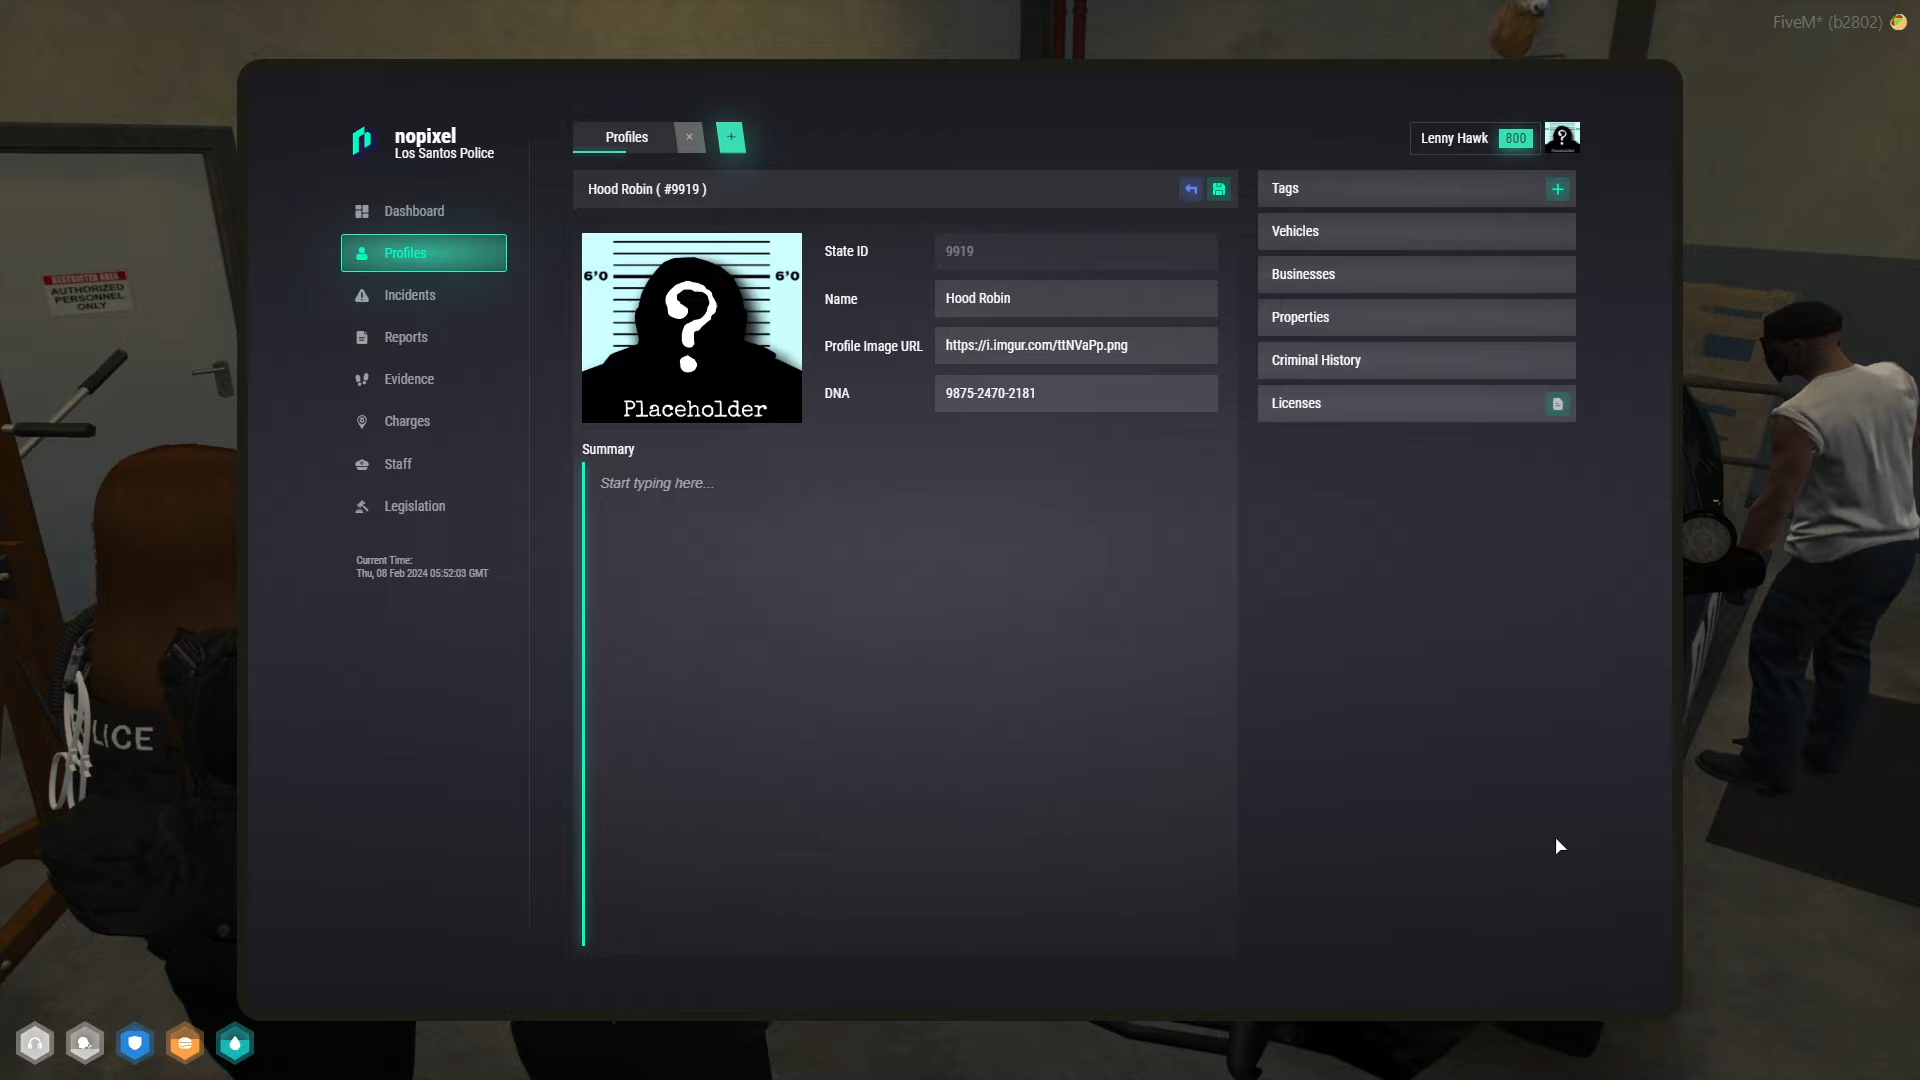 FiveM* (b2802)
nopixel
Los Santos Police
Profiles
×
+
Lenny Hawk 800
Hood Robin ( #9919 )
Tags
+
Dashboard
Profiles
Incidents
Reports
Evidence
Charges
Staff
Legislation
Current Time:
Thu, 08 Feb 2024 05:52:03 GMT
6'0 6'0
?
Placeholder
State ID 9919
Name Hood Robin
Profile Image URL https://i.imgur.com/ttNVaPp.png
DNA 9875-2470-2181
Vehicles
Businesses
Properties
Criminal History
Licenses
Summary
Start typing here...
RESTRICTED AREA
AUTHORIZED
PERSONNEL
ONLY
LICE